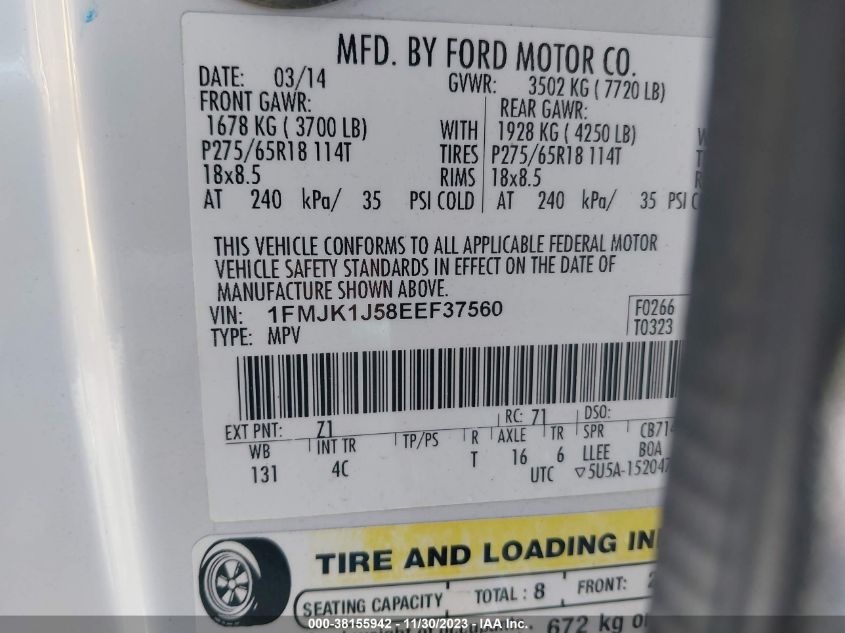 MFD. BY FORD MOTOR CO.
DATE: 03/14 GVWR: 3502 KG ( 7720 LB)
FRONT GAWR: REAR GAWR:
1678 KG ( 3700 LB) WITH 1928 KG ( 4250 LB)
P275/65R18 114T TIRES P275/65R18 114T
18x8.5 RIMS 18x8.5
AT 240 kPa/ 35 PSI COLD AT 240 kPa/ 35 PSI
THIS VEHICLE CONFORMS TO ALL APPLICABLE FEDERAL MOTOR
VEHICLE SAFETY STANDARDS IN EFFECT ON THE DATE OF
MANUFACTURE SHOWN ABOVE.
VIN: 1FMJK1J58EEF37560 F0266
TYPE: MPV T0323
EXT PNT: Z1 RC: 71 DSO:
WB INT TR TP/PS R AXLE TR SPR CB714
131 4C T 16 6 LLEE BOA
UTC ▽5U5A-152047
TIRE AND LOADING
SEATING CAPACITY TOTAL : 8 FRONT:
672 kg
000-38155942 - 11/30/2023 - IAA Inc.